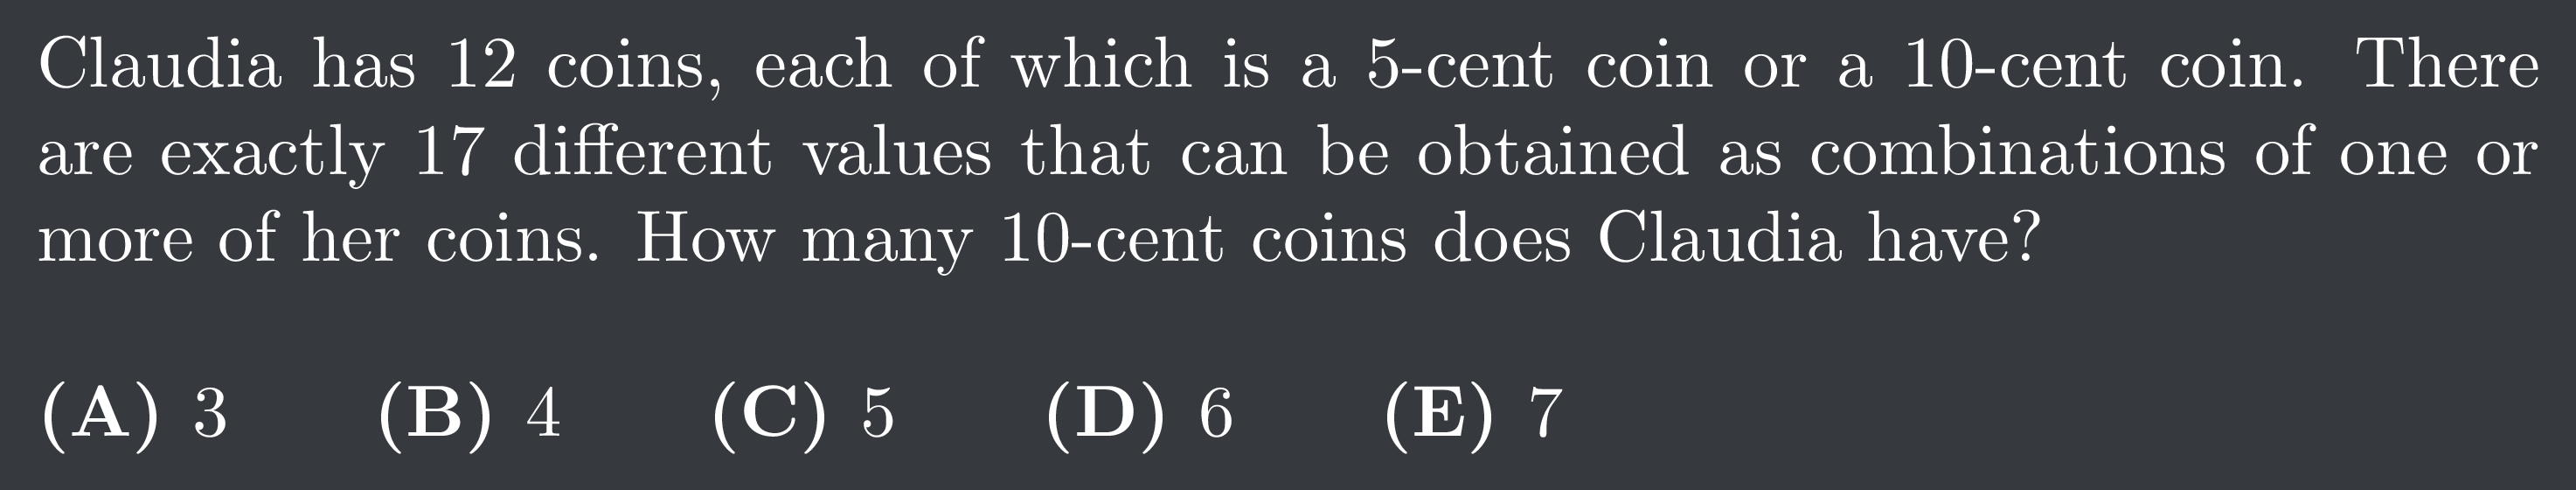 Claudia has 12 coins, each of which is a 5-cent coin or a 10-cent coin. There
are exactly 17 different values that can be obtained as combinations of one or
more of her coins. How many 10-cent coins does Claudia have?
(A) 3 (B) 4 (C) 5 (D) 6 (E) 7